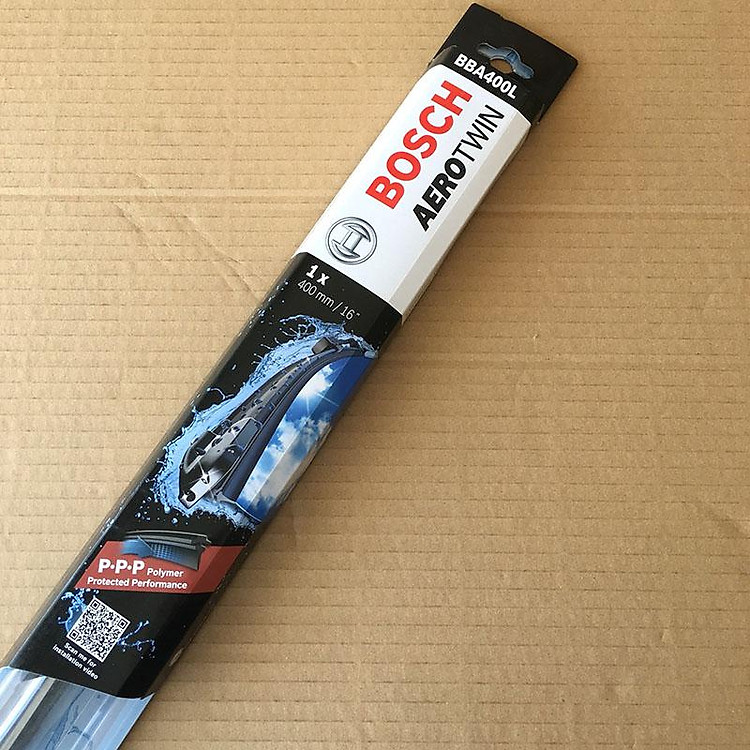 BBA400L
BOSCH
AEROTWIN
1 x
400 mm / 16"
P·P·P Polymer
Protected Performance
Scan me for
installation video